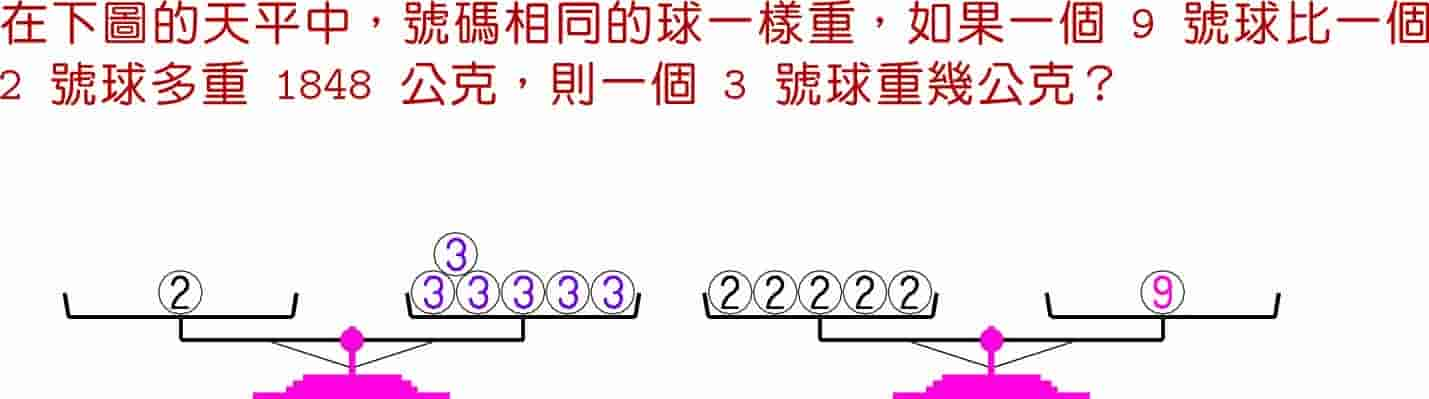 在下圖的天平中，號碼相同的球一樣重，如果一個 9 號球比一個
2 號球多重 1848 公克，則一個 3 號球重幾公克？
3
2 3 3 3 3 3 2 2 2 2 2 9